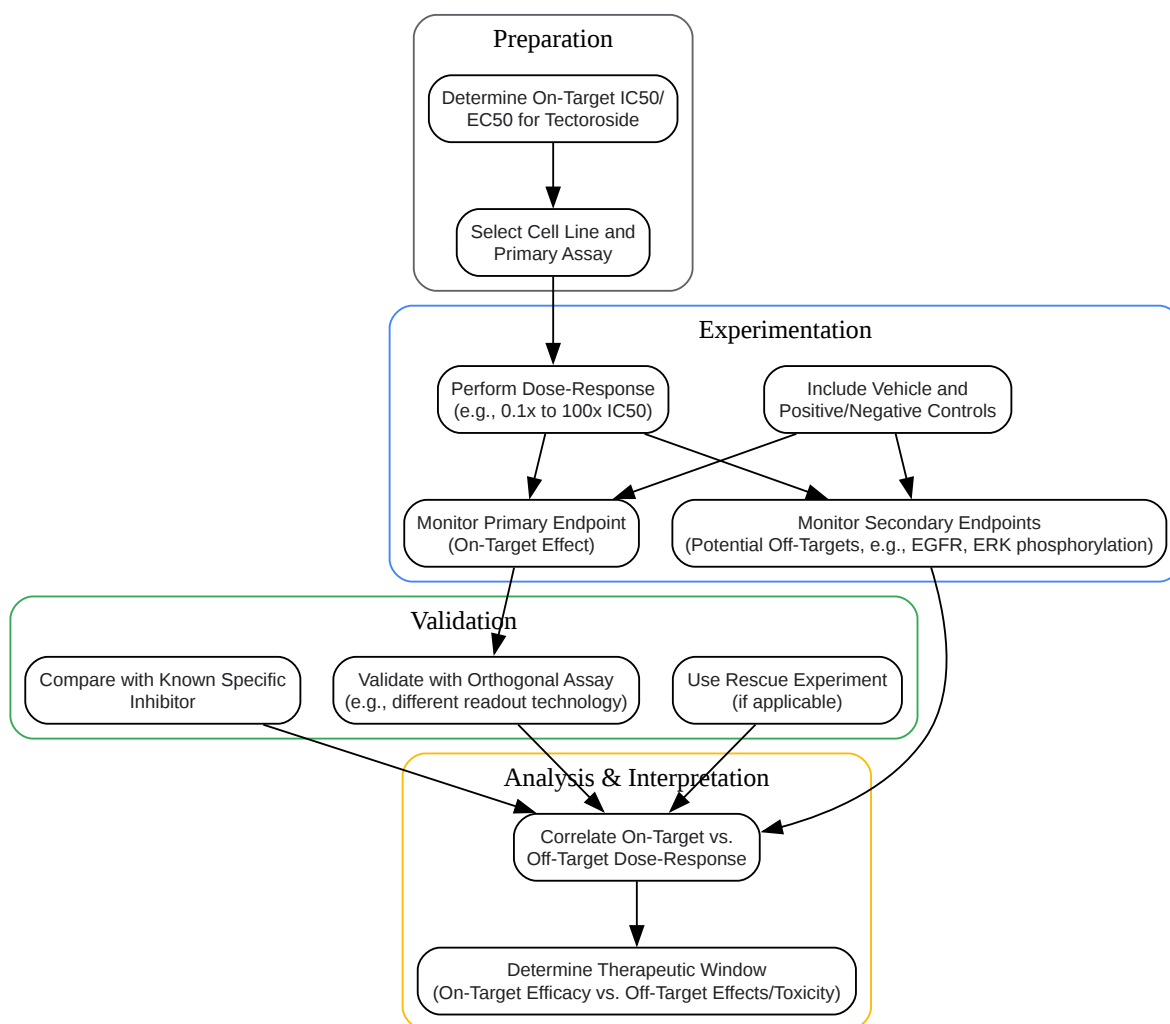 Preparation
Determine On-Target IC50/
EC50 for Tectoroside
Select Cell Line and
Primary Assay
Experimentation
Perform Dose-Response
(e.g., 0.1x to 100x IC50)
Include Vehicle and
Positive/Negative Controls
Monitor Primary Endpoint
(On-Target Effect)
Monitor Secondary Endpoints
(Potential Off-Targets, e.g., EGFR, ERK phosphorylation)
Validation
Compare with Known Specific
Inhibitor
Validate with Orthogonal Assay
(e.g., different readout technology)
Use Rescue Experiment
(if applicable)
Analysis & Interpretation
Correlate On-Target vs.
Off-Target Dose-Response
Determine Therapeutic Window
(On-Target Efficacy vs. Off-Target Effects/Toxicity)